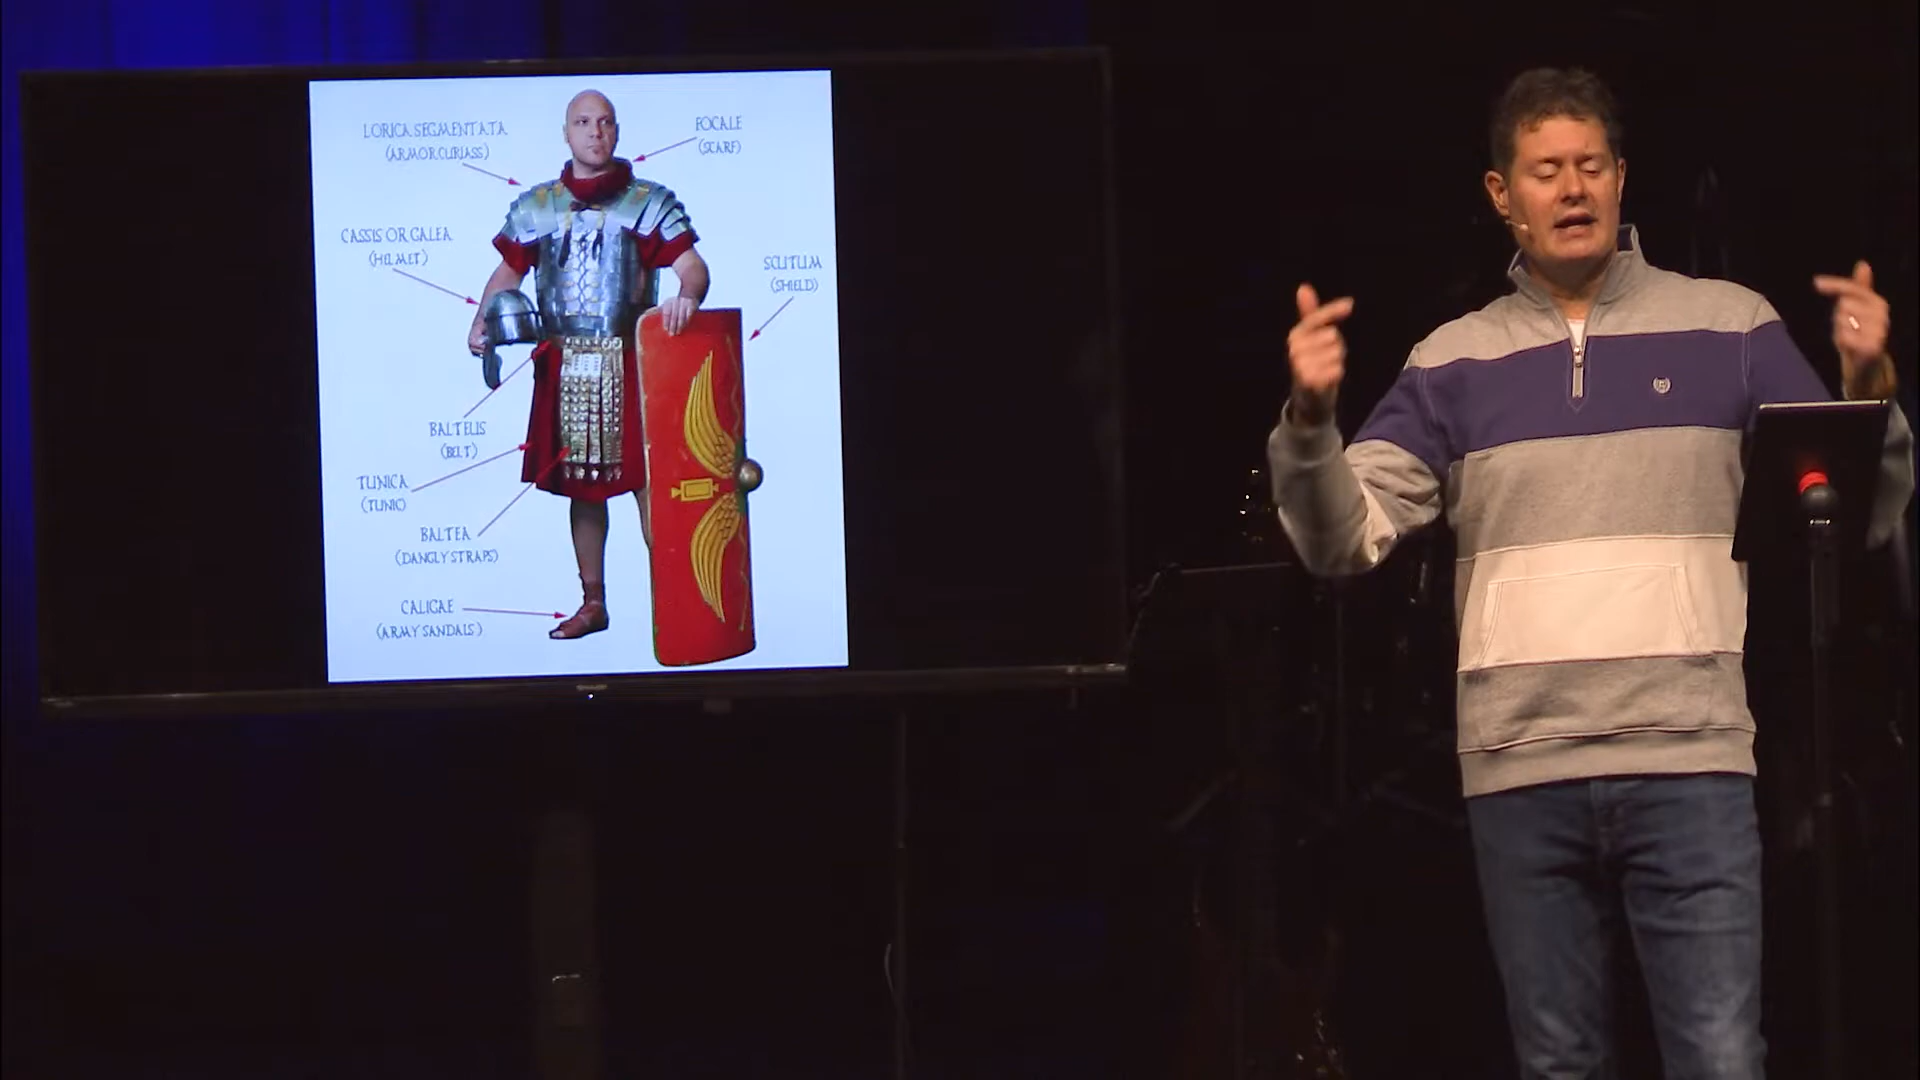 LORICA SEGMENTATA
(ARMOR CURIASS)
FOCALE
(SCARF)
CASSIS OR GALEA
(HELMET)
SCUTUM
(SHIELD)
BALTEUS
(BELT)
TUNICA
(TUNIC)
BALTEA
(DANGLY STRAPS)
CALIGAE
(ARMY SANDALS)